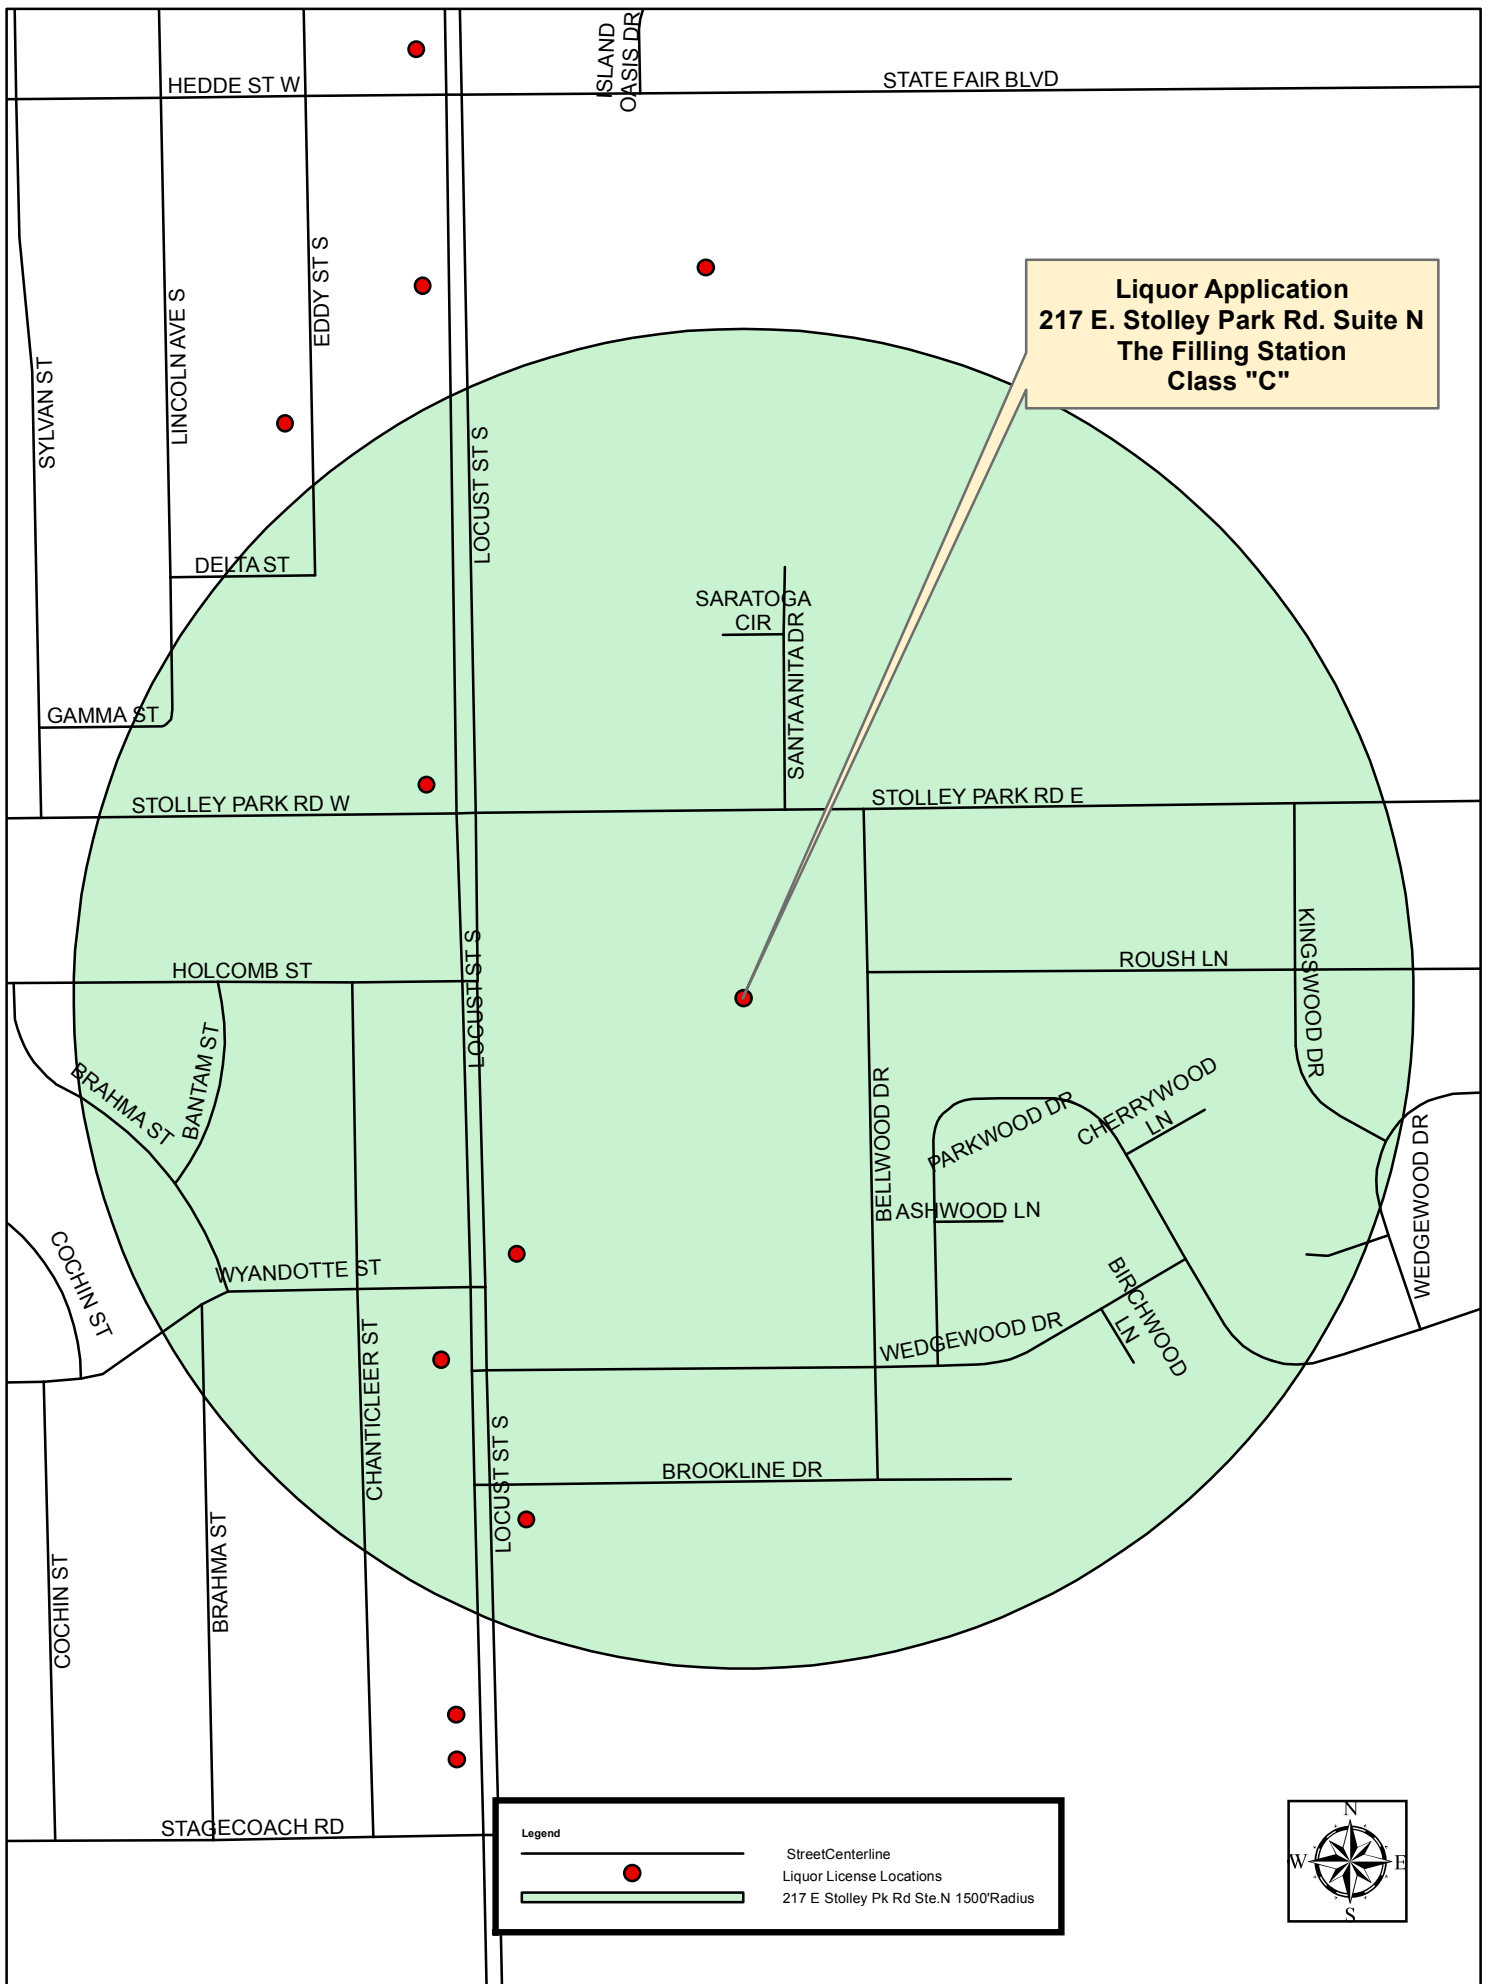 ISLAND
OASIS DR
HEDDE ST W
STATE FAIR BLVD
EDDY ST S
LINCOLN AVE S
SYLVAN ST
Liquor Application
217 E. Stolley Park Rd. Suite N
The Filling Station
Class "C"
LOCUST ST S
DELTA ST
SARATOGA
CIR
SANTA ANITA DR
GAMMA ST
STOLLEY PARK RD W
STOLLEY PARK RD E
KINGSWOOD DR
LOCUST ST S
HOLCOMB ST
ROUSH LN
BANTAM ST
BRAHMA ST
BELLWOOD DR
PARKWOOD DR
CHERRYWOOD
LN
WEDGEWOOD DR
ASHWOOD LN
COCHIN ST
WYANDOTTE ST
BIRCHWOOD
LN
WEDGEWOOD DR
CHANTICLEER ST
LOCUST ST S
BROOKLINE DR
BRAHMA ST
COCHIN ST
STAGECOACH RD
Legend
StreetCenterline
Liquor License Locations
217 E Stolley Pk Rd Ste.N 1500'Radius
N
W
E
S